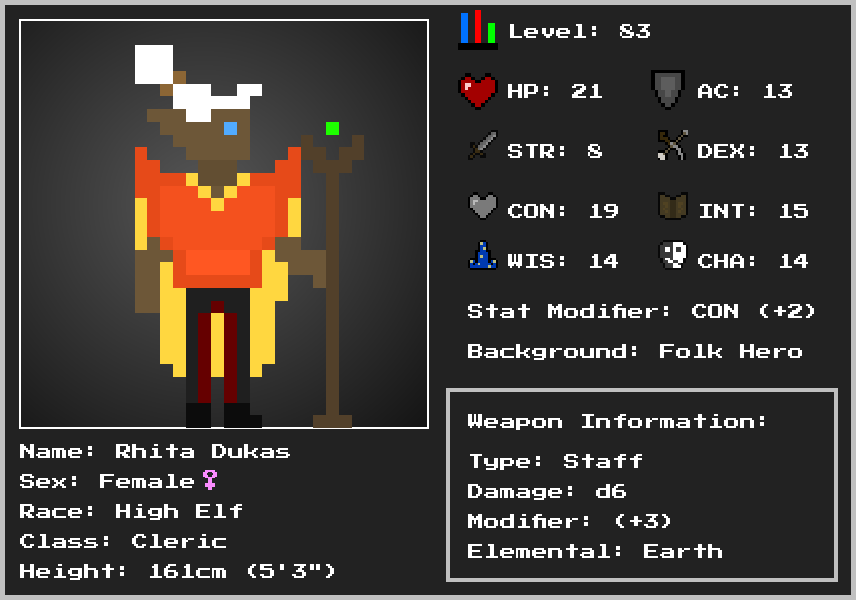 Level: 83
HP: 21
AC: 13
STR: 8
DEX: 13
CON: 19
INT: 15
WIS: 14
CHA: 14
Stat Modifier: CON (+2)
Background: Folk Hero
Weapon Information:
Type: Staff
Damage: d6
Modifier: (+3)
Elemental: Earth
Name: Rhita Dukas
Sex: Female♀
Race: High Elf
Class: Cleric
Height: 161cm (5'3")